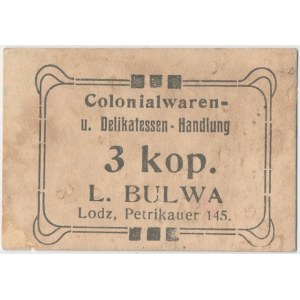 Colonialwaren-
u. Delikatessen - Handlung
3 kop.
L. BULWA
Lodz, Petrikauer 145.